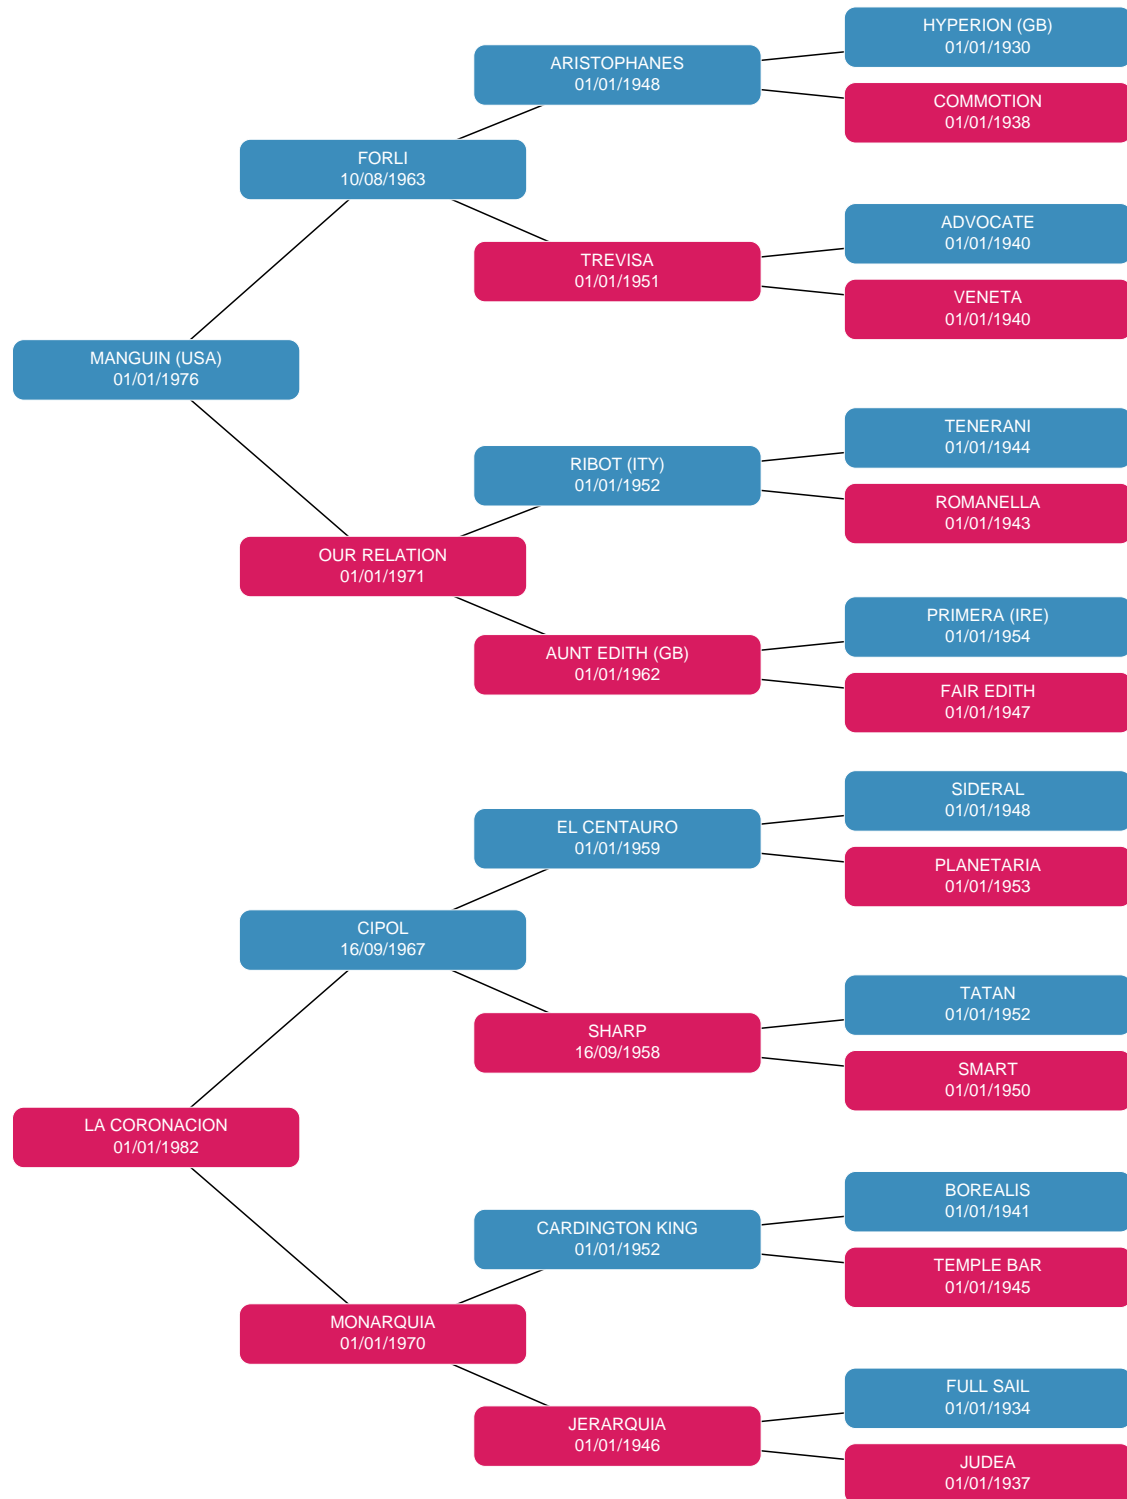 HYPERION (GB)
01/01/1930
ARISTOPHANES
01/01/1948
COMMOTION
01/01/1938
FORLI
10/08/1963
ADVOCATE
01/01/1940
TREVISA
01/01/1951
VENETA
01/01/1940
MANGUIN (USA)
01/01/1976
TENERANI
01/01/1944
RIBOT (ITY)
01/01/1952
ROMANELLA
01/01/1943
OUR RELATION
01/01/1971
PRIMERA (IRE)
01/01/1954
AUNT EDITH (GB)
01/01/1962
FAIR EDITH
01/01/1947
SIDERAL
01/01/1948
EL CENTAURO
01/01/1959
PLANETARIA
01/01/1953
CIPOL
16/09/1967
TATAN
01/01/1952
SHARP
16/09/1958
SMART
01/01/1950
LA CORONACION
01/01/1982
BOREALIS
01/01/1941
CARDINGTON KING
01/01/1952
TEMPLE BAR
01/01/1945
MONARQUIA
01/01/1970
FULL SAIL
01/01/1934
JERARQUIA
01/01/1946
JUDEA
01/01/1937